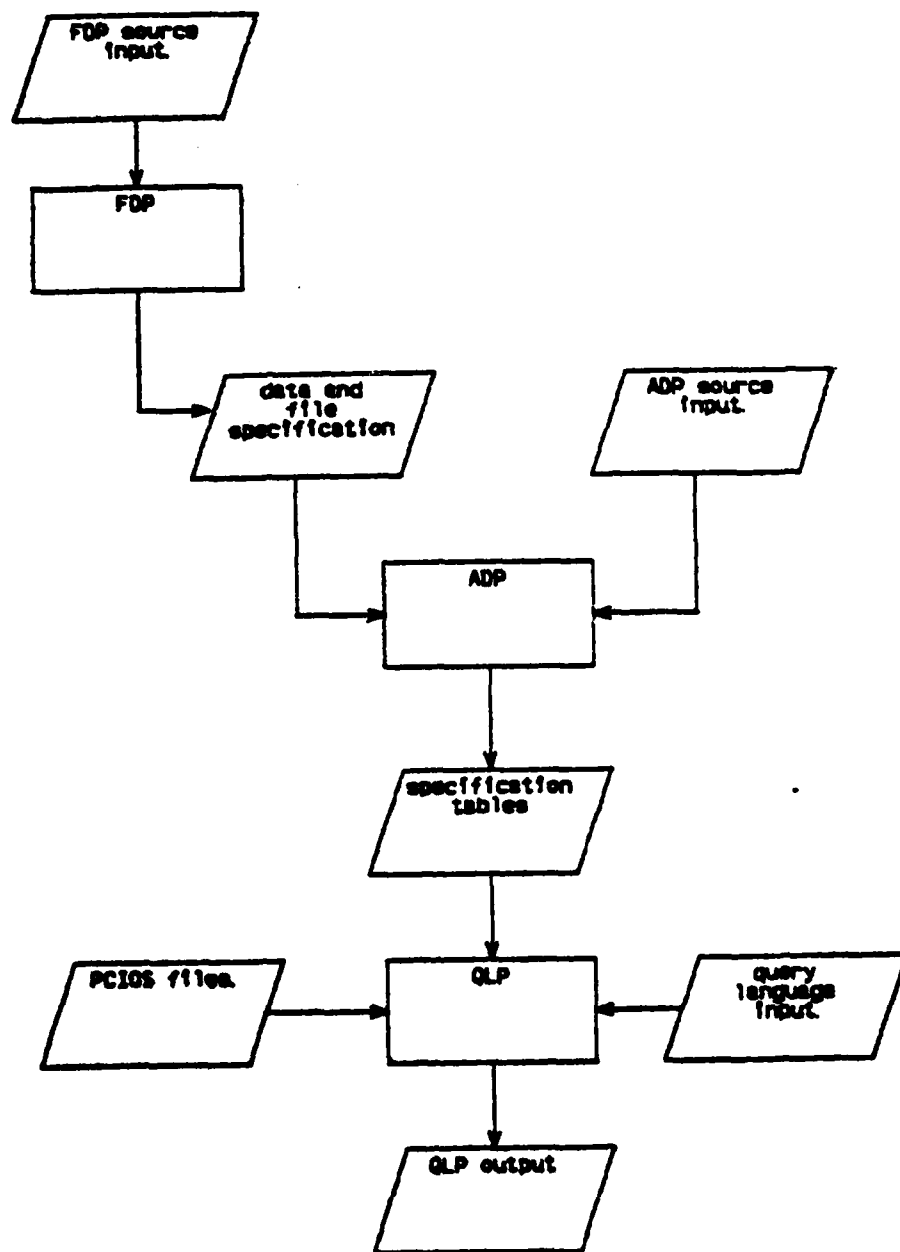 FDP source
input.
FDP
data and
file
specification
ADP source
input.
ADP
specification
tables
PCIOS files.
QLP
query
language
input.
QLP output